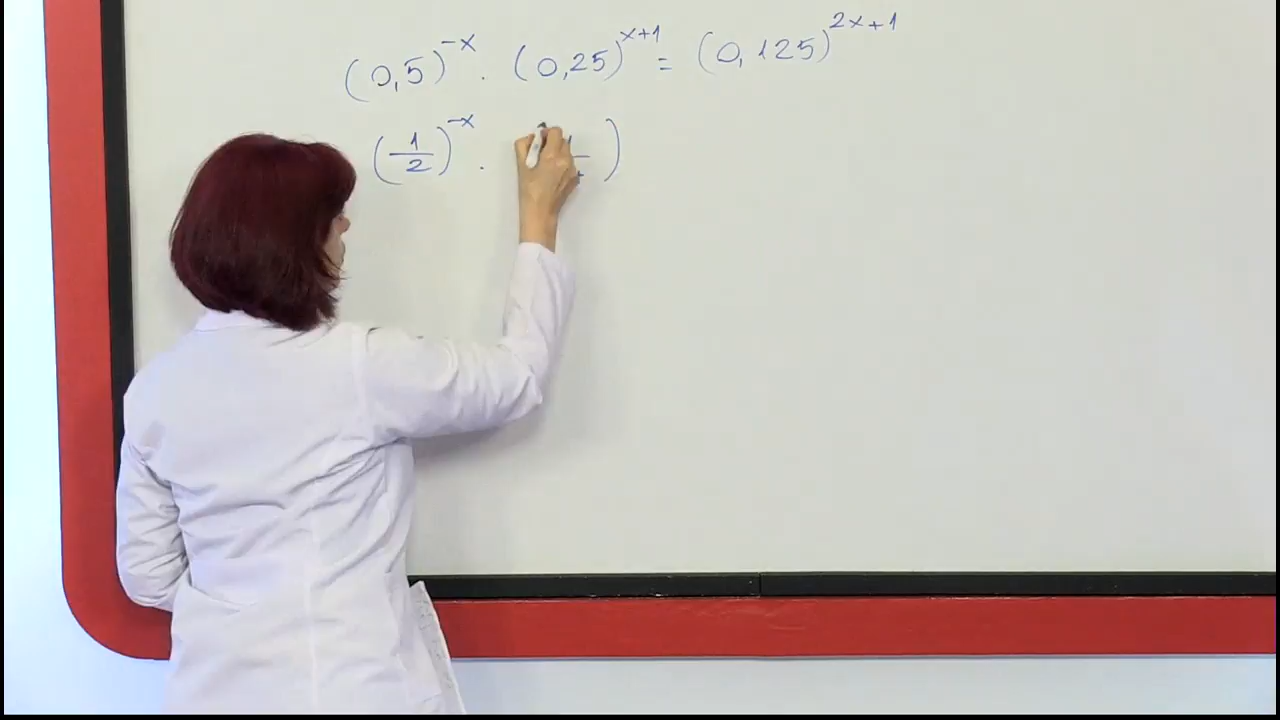 (0,5)^{-x} . (0,25)^{x+1} = (0,125)^{2x+1}
(1/2)^{-x} . )